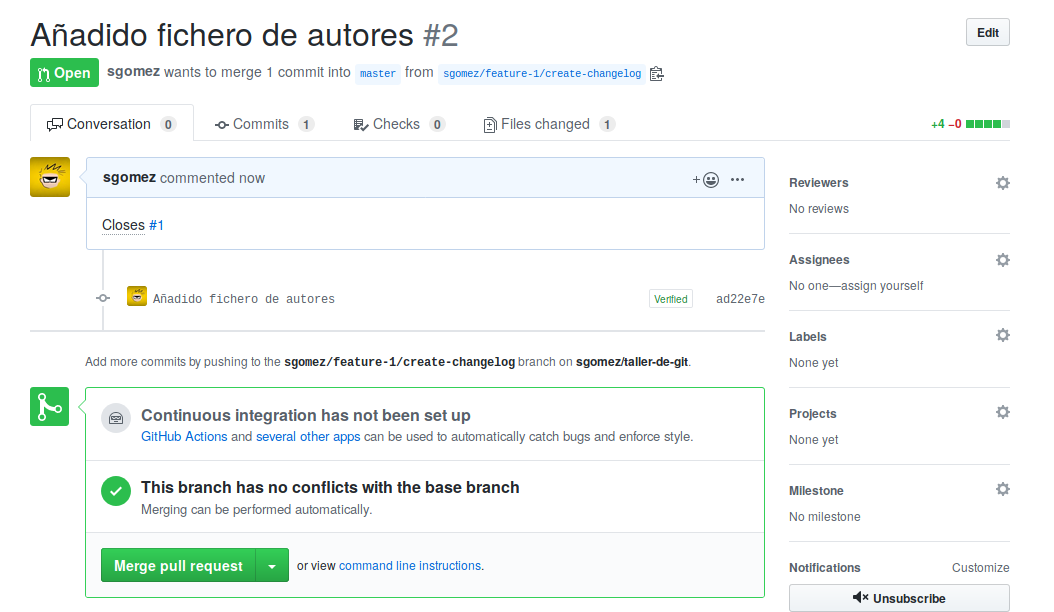 Añadido fichero de autores #2
Edit
Open sgomez wants to merge 1 commit into master from sgomez/feature-1/create-changelog
Conversation 0 Commits 1 Checks 0 Files changed 1 +4 −0
sgomez commented now
Closes #1
Añadido fichero de autores Verified ad22e7e
Add more commits by pushing to the sgomez/feature-1/create-changelog branch on sgomez/taller-de-git.
Continuous integration has not been set up
GitHub Actions and several other apps can be used to automatically catch bugs and enforce style.
This branch has no conflicts with the base branch
Merging can be performed automatically.
Merge pull request or view command line instructions.
Reviewers
No reviews
Assignees
No one—assign yourself
Labels
None yet
Projects
None yet
Milestone
No milestone
Notifications Customize
Unsubscribe